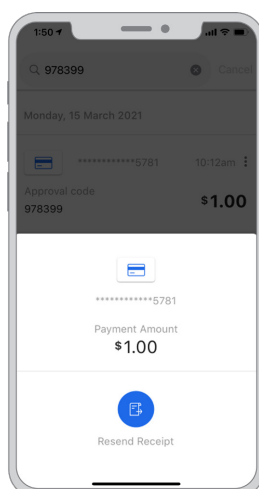 1:50
978399 Cancel
Monday, 15 March 2021
************5781 10:12am
Approval code
978399 $1.00
************5781
Payment Amount
$1.00
Resend Receipt